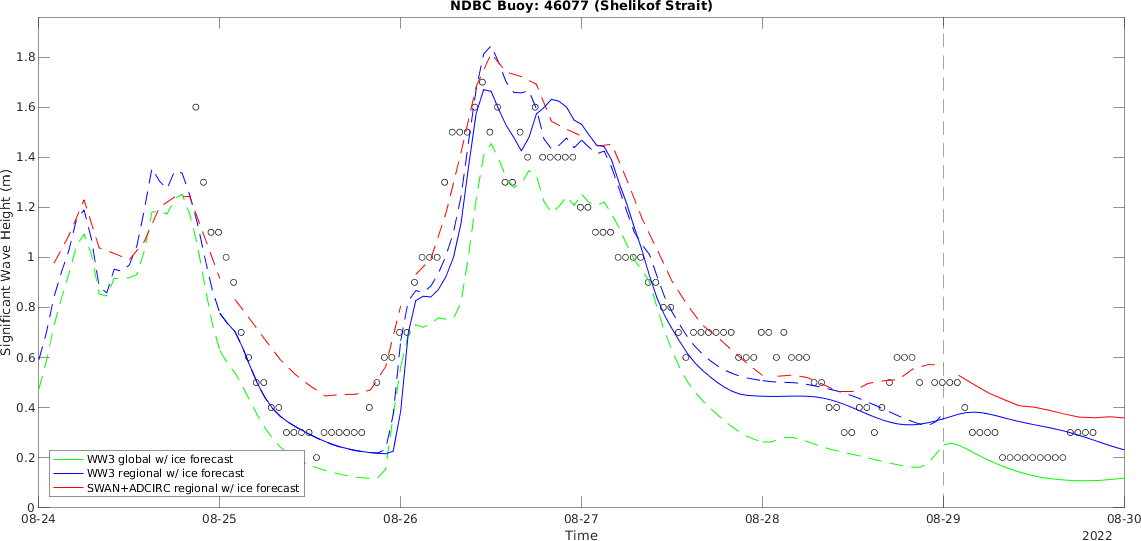 NDBC Buoy: 46077 (Shelikof Strait)
Significant Wave Height (m)
1.8
1.6
1.4
1.2
1
0.8
0.6
0.4
0.2
0
WW3 global w/ ice forecast
WW3 regional w/ ice forecast
SWAN+ADCIRC regional w/ ice forecast
08-24 08-25 08-26 08-27 08-28 08-29 08-30
Time
2022